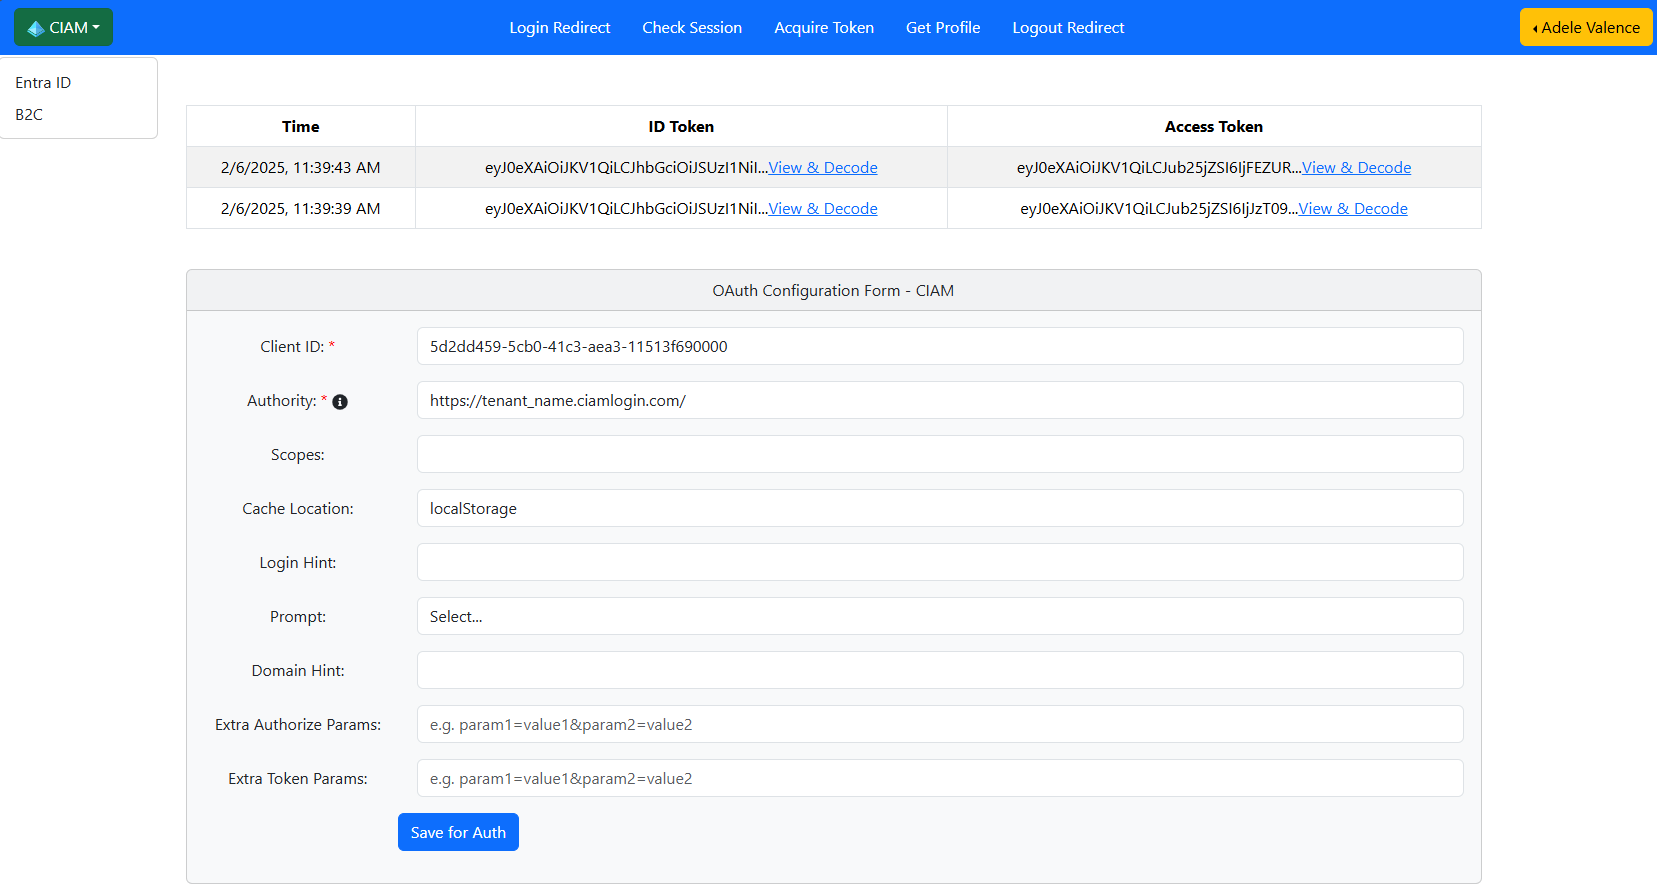 CIAM
Login Redirect
Check Session
Acquire Token
Get Profile
Logout Redirect
Adele Valence
Entra ID
B2C
Time ID Token Access Token
2/6/2025, 11:39:43 AM eyJ0eXAiOiJKV1QiLCJhbGciOiJSUzI1NiI...View & Decode eyJ0eXAiOiJKV1QiLCJub25jZSI6IjFEZUR...View & Decode
2/6/2025, 11:39:39 AM eyJ0eXAiOiJKV1QiLCJhbGciOiJSUzI1NiI...View & Decode eyJ0eXAiOiJKV1QiLCJub25jZSI6IjJzT09...View & Decode
OAuth Configuration Form - CIAM
Client ID: * 5d2dd459-5cb0-41c3-aea3-11513f690000
Authority: * https://tenant_name.ciamlogin.com/
Scopes:
Cache Location: localStorage
Login Hint:
Prompt: Select...
Domain Hint:
Extra Authorize Params: e.g. param1=value1&param2=value2
Extra Token Params: e.g. param1=value1&param2=value2
Save for Auth